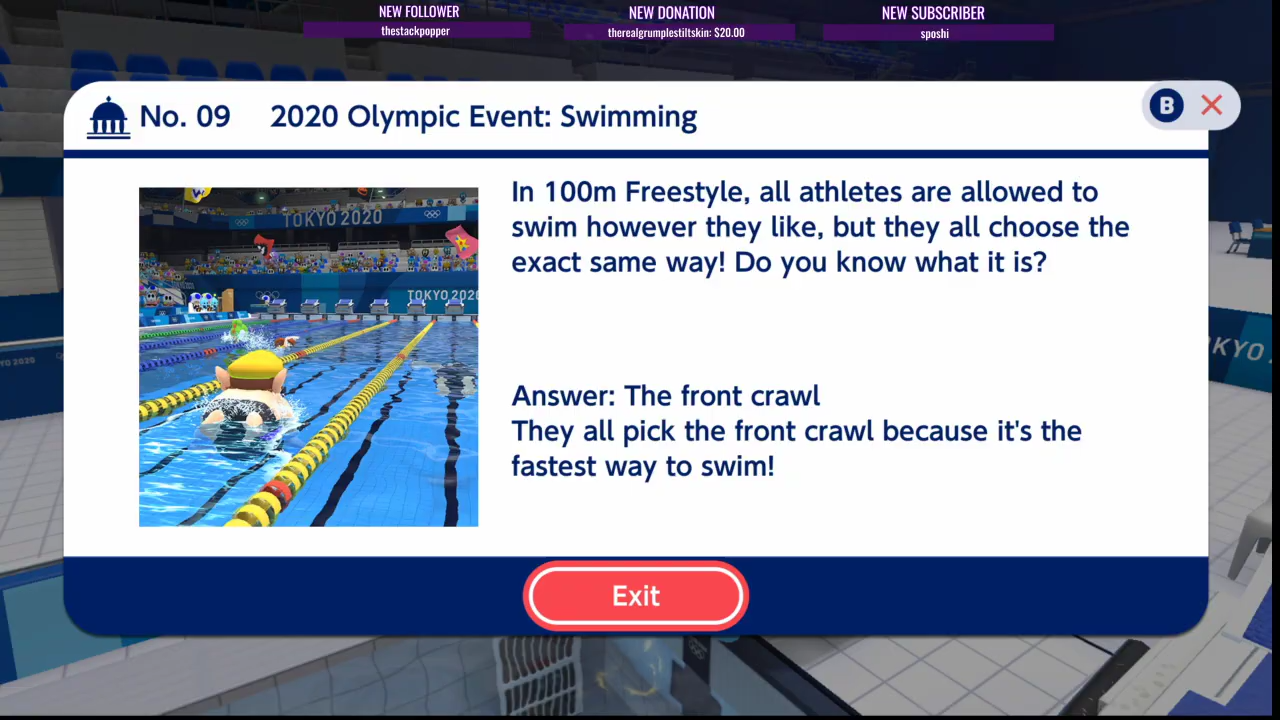 NEW FOLLOWER
thestackpopper
NEW DONATION
therealgrumplestiltskin: $20.00
NEW SUBSCRIBER
sposhi
No. 09 2020 Olympic Event: Swimming
B
In 100m Freestyle, all athletes are allowed to
swim however they like, but they all choose the
exact same way! Do you know what it is?
TOKYO 2020
TOKYO 2020
Answer: The front crawl
They all pick the front crawl because it's the
fastest way to swim!
Exit